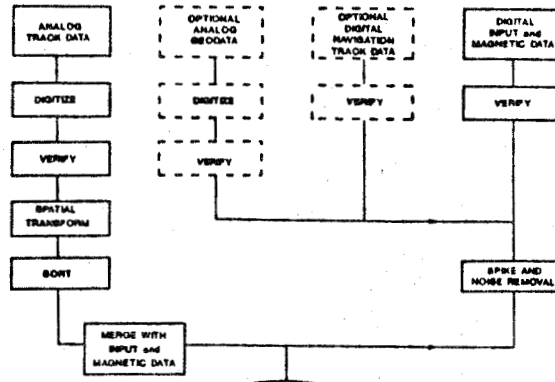 ANALOG
TRACK DATA
OPTIONAL
ANALOG
GEODATA
OPTIONAL
DIGITAL
NAVIGATION
TRACK DATA
DIGITAL
INPUT and
MAGNETIC DATA
DIGITIZE
DIGITIZE
VERIFY
VERIFY
VERIFY
VERIFY
SPATIAL
TRANSFORM
SORT
SPIKE AND
NOISE REMOVAL
MERGE WITH
INPUT and
MAGNETIC DATA